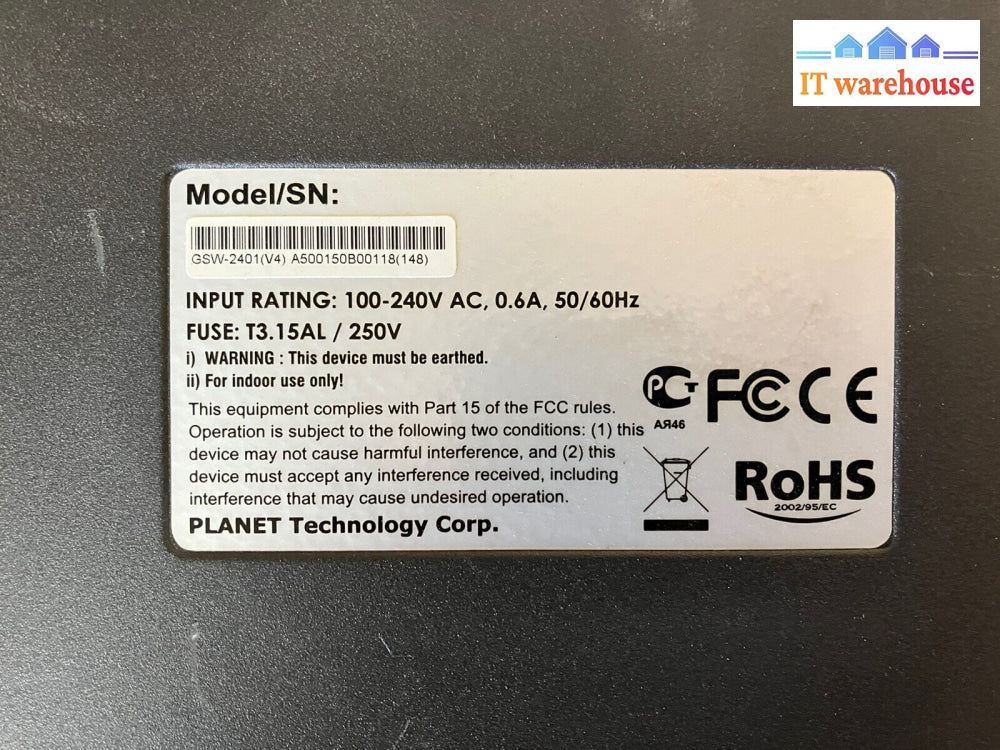 IT warehouse
Model/SN:
GSW-2401(V4) A500150B00118(148)
INPUT RATING: 100-240V AC, 0.6A, 50/60Hz
FUSE: T3.15AL / 250V
i) WARNING : This device must be earthed.
ii) For indoor use only!
This equipment complies with Part 15 of the FCC rules.
Operation is subject to the following two conditions: (1) this
device may not cause harmful interference, and (2) this
device must accept any interference received, including
interference that may cause undesired operation.
PLANET Technology Corp.
РСТ
АЯ46
FCC CE
RoHS
2002/95/EC